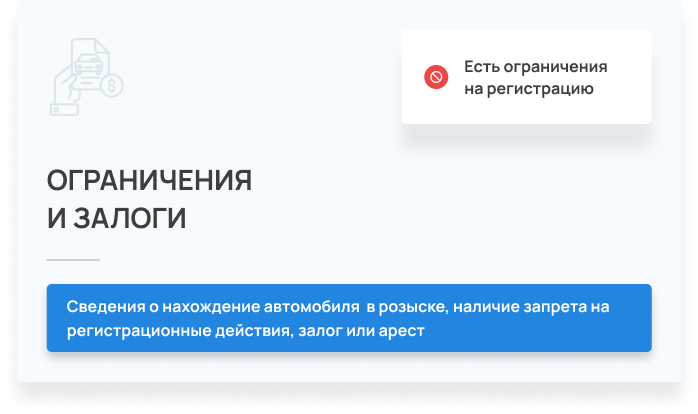 Есть ограничения
на регистрацию
ОГРАНИЧЕНИЯ
И ЗАЛОГИ
Сведения о нахождение автомобиля в розыске, наличие запрета на
регистрационные действия, залог или арест